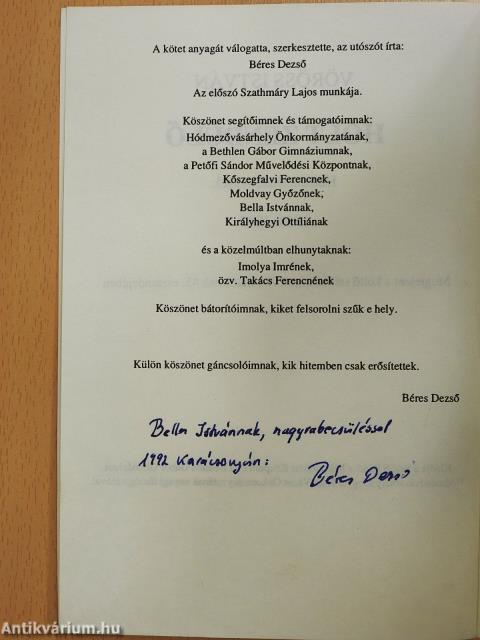 A kötet anyagát válogatta, szerkesztette, az utószót írta:
Béres Dezső
Az előszó Szathmáry Lajos munkája.
Köszönet segítőimnek és támogatóimnak:
Hódmezővásárhely Önkormányzatának,
a Bethlen Gábor Gimnáziumnak,
a Petőfi Sándor Művelődési Központnak,
Kőszegfalvi Ferencnek,
Moldvay Győzőnek,
Bella Istvánnak,
Királyhegyi Ottíliának
és a közelmúltban elhunytaknak:
Imolya Imrének,
özv. Takács Ferencnének
Köszönet bátorítóimnak, kiket felsorolni szűk e hely.
Külön köszönet gáncsolóimnak, kik hitemben csak erősítettek.
Béres Dezső
Bella Istvánnak, nagyrabecsüléssel
1992 Karácsonyán:
Béres Dezső
Antikvárium.hu